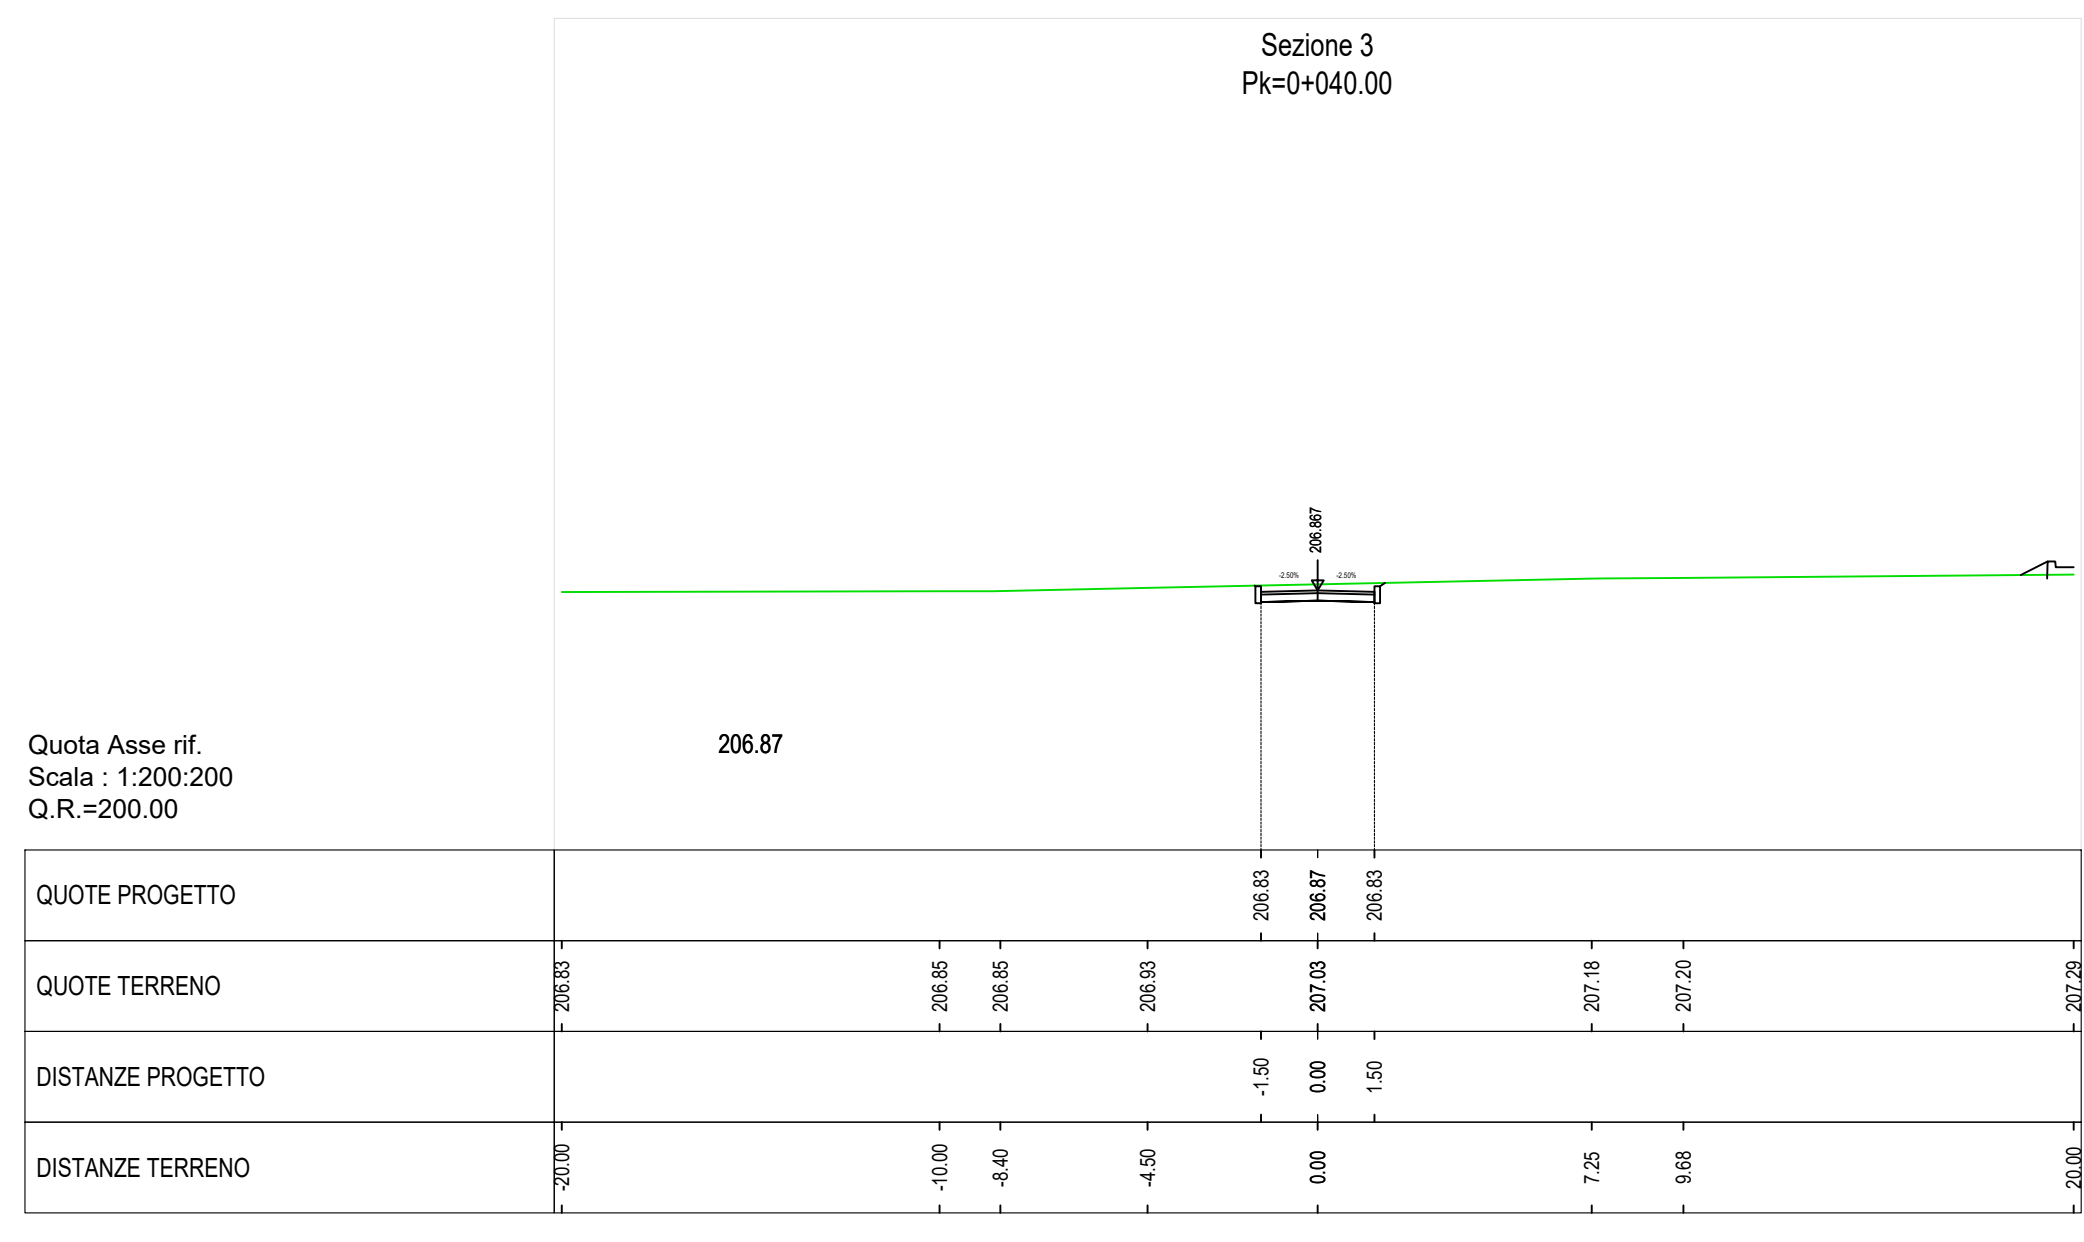 Sezione 3
Pk=0+040.00
206.867
-2.50%
-2.50%
Quota Asse rif.
206.87
Scala : 1:200:200
Q.R.=200.00
QUOTE PROGETTO
206.83
206.87
206.83
QUOTE TERRENO
206.83
206.85
206.85
206.93
207.03
207.18
207.20
207.29
DISTANZE PROGETTO
-1.50
0.00
1.50
DISTANZE TERRENO
-20.00
-10.00
-8.40
-4.50
0.00
7.25
9.68
20.00